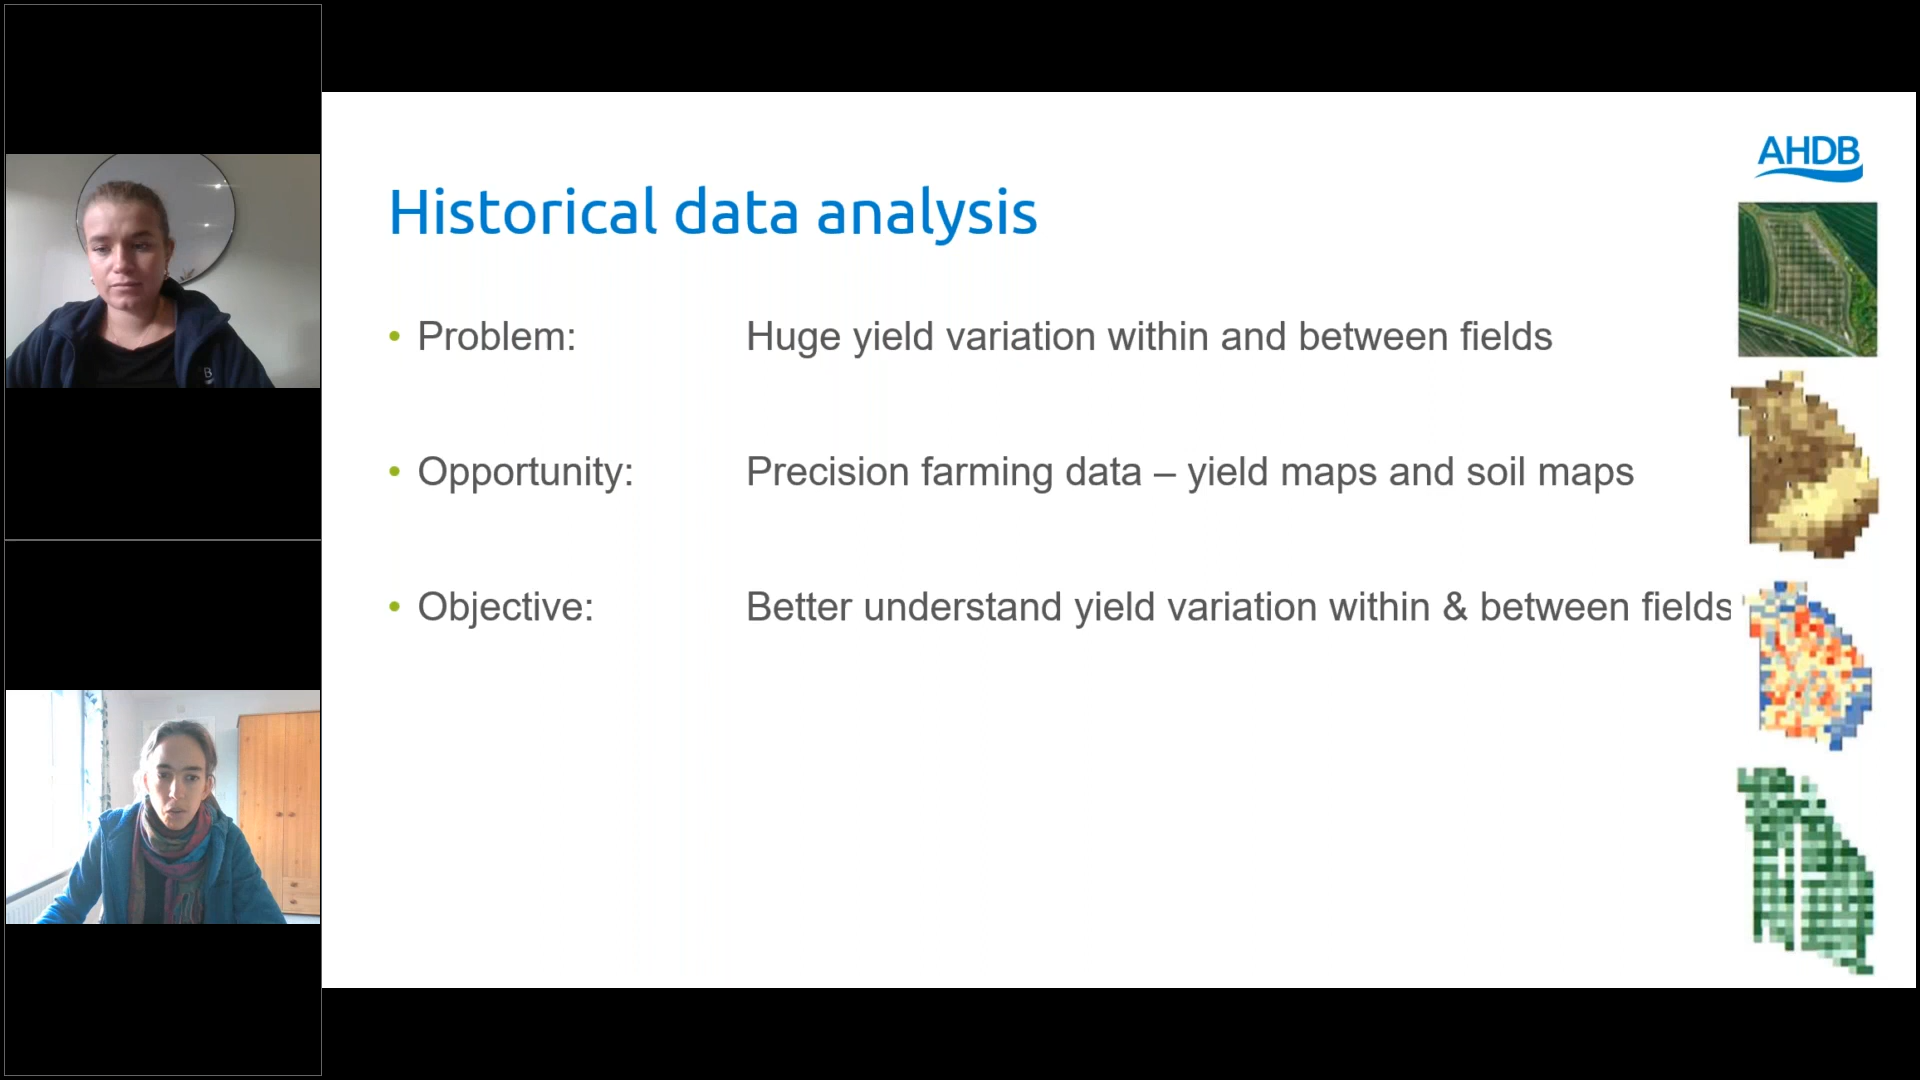 AHDB
Historical data analysis
• Problem: Huge yield variation within and between fields
• Opportunity: Precision farming data – yield maps and soil maps
• Objective: Better understand yield variation within & between fields